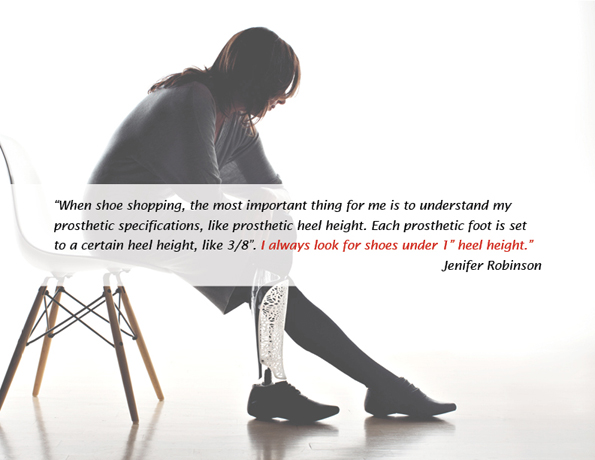 “When shoe shopping, the most important thing for me is to understand my
prosthetic specifications, like prosthetic heel height. Each prosthetic foot is set
to a certain heel height, like 3/8". I always look for shoes under 1" heel height."
Jenifer Robinson